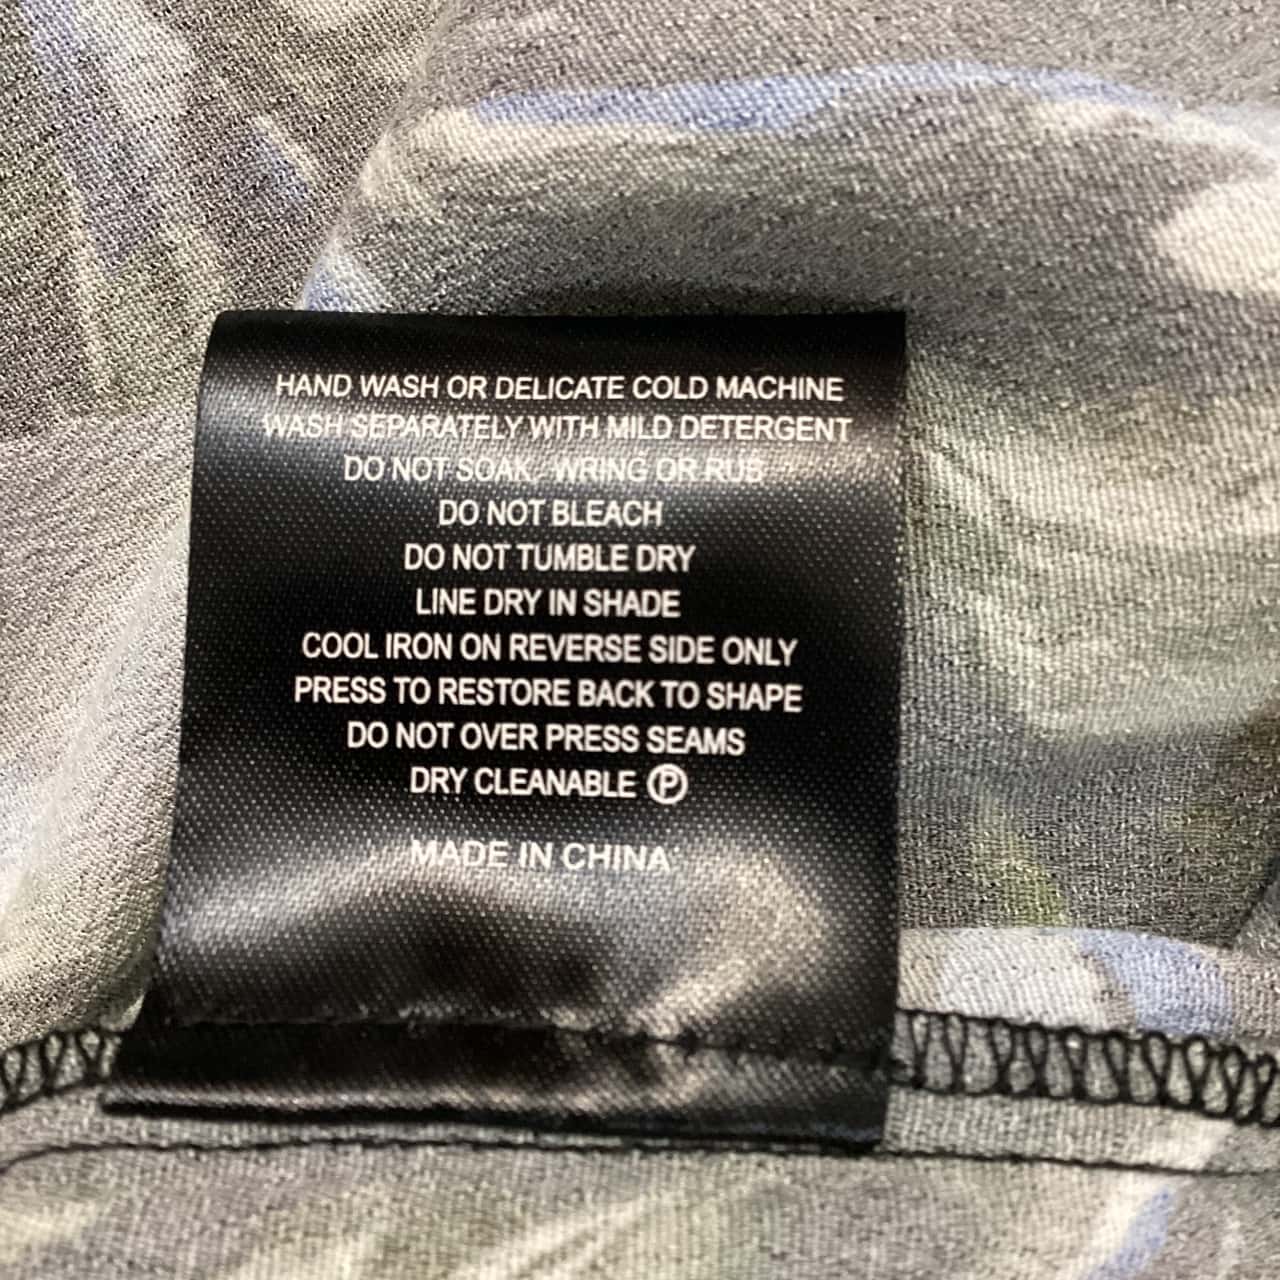 HAND WASH OR DELICATE COLD MACHINE
WASH SEPARATELY WITH MILD DETERGENT
DO NOT SOAK, WRING OR RUB
DO NOT BLEACH
DO NOT TUMBLE DRY
LINE DRY IN SHADE
COOL IRON ON REVERSE SIDE ONLY
PRESS TO RESTORE BACK TO SHAPE
DO NOT OVER PRESS SEAMS
DRY CLEANABLE Ⓟ
MADE IN CHINA